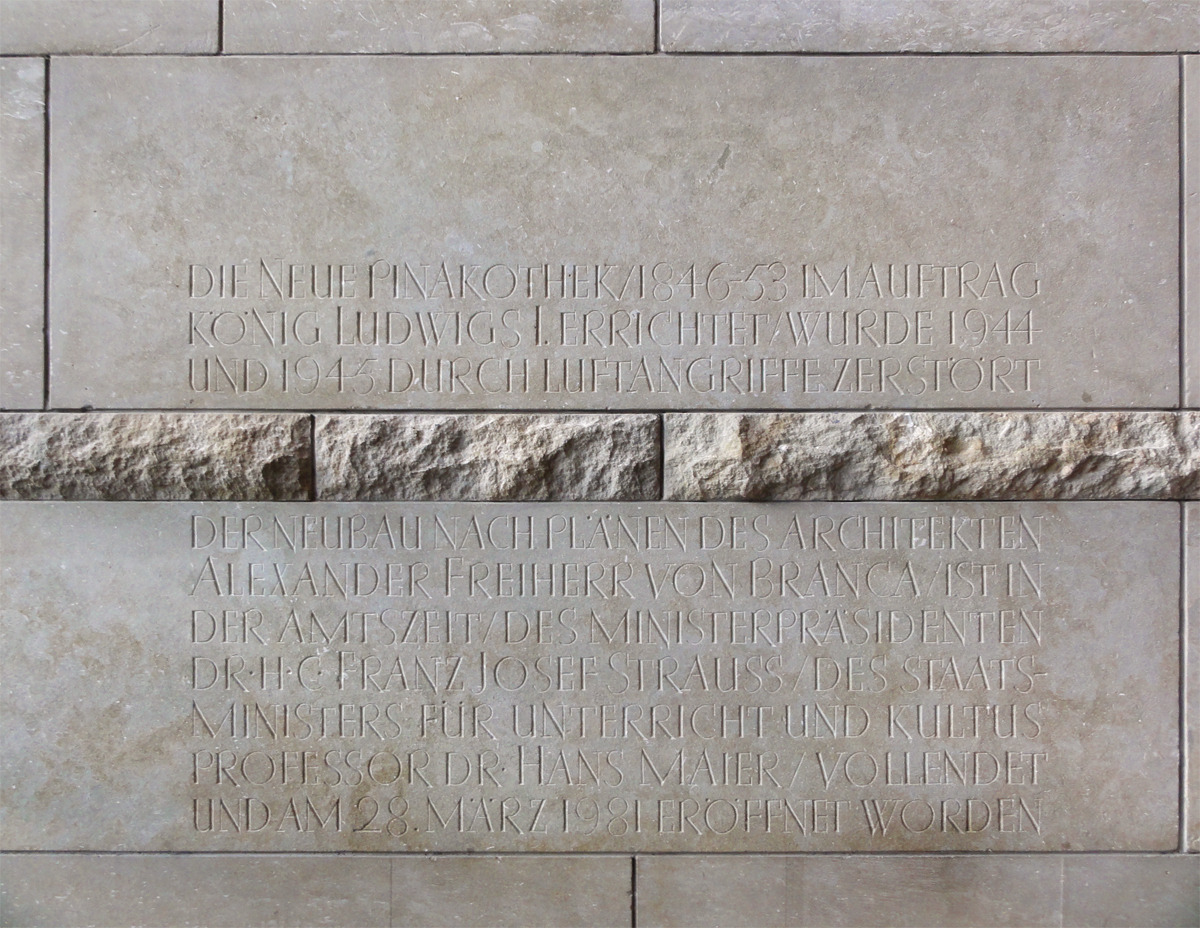 DIE NEUE PINAKOTHEK/1846-53 IM AUFTRAG
KÖNIG LUDWIGS I. ERRICHTET/WURDE 1944
UND 1945 DURCH LUFTANGRIFFE ZERSTÖRT
DER NEUBAU NACH PLÄNEN DES ARCHITEKTEN
ALEXANDER FREIHERR VON BRANCA/IST IN
DER AMTSZEIT/DES MINISTERPRÄSIDENTEN
DR·H·C·FRANZ JOSEF STRAUSS/DES STAATS-
MINISTERS FÜR UNTERRICHT UND KULTUS
PROFESSOR DR·HANS MAIER/VOLLENDET
UND AM 28. MÄRZ 1981 ERÖFFNET WORDEN